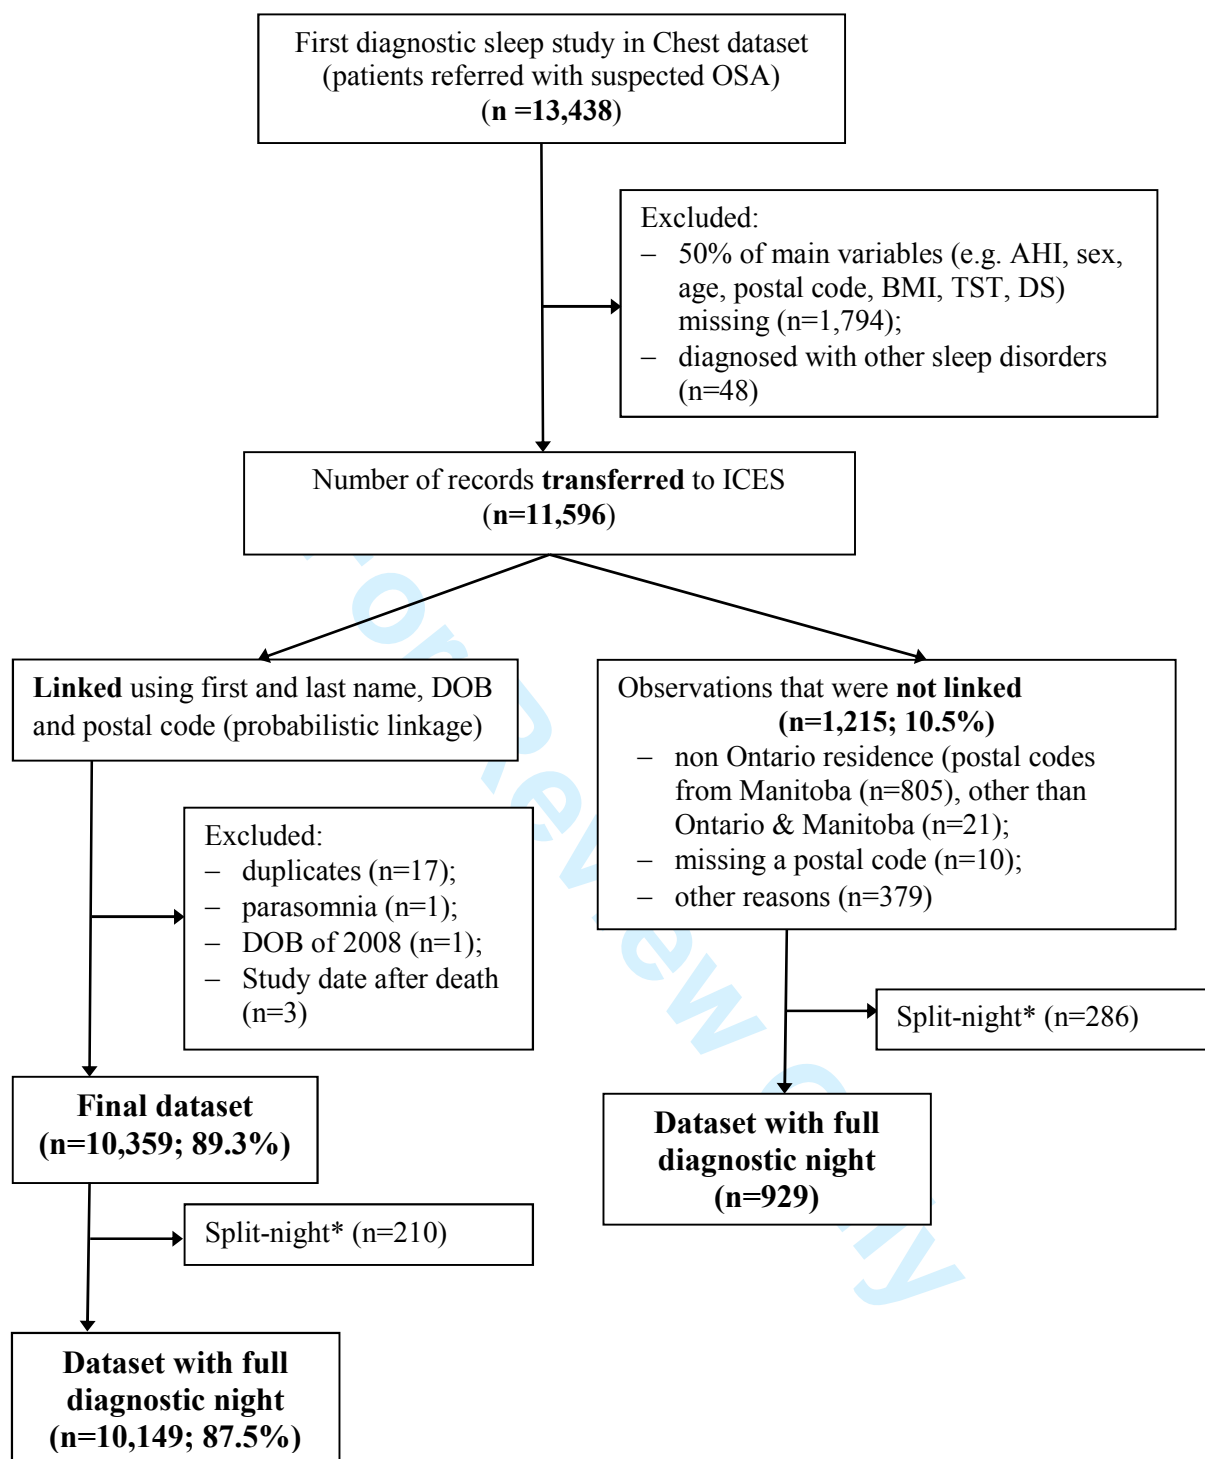 First diagnostic sleep study in Chest dataset
(patients referred with suspected OSA)
(n =13,438)
Excluded:
– 50% of main variables (e.g. AHI, sex,
age, postal code, BMI, TST, DS)
missing (n=1,794);
– diagnosed with other sleep disorders
(n=48)
Number of records transferred to ICES
(n=11,596)
Linked using first and last name, DOB
and postal code (probabilistic linkage)
Observations that were not linked
(n=1,215; 10.5%)
– non Ontario residence (postal codes
from Manitoba (n=805), other than
Ontario & Manitoba (n=21);
– missing a postal code (n=10);
– other reasons (n=379)
Excluded:
– duplicates (n=17);
– parasomnia (n=1);
– DOB of 2008 (n=1);
– Study date after death
(n=3)
Split-night* (n=286)
Final dataset
(n=10,359; 89.3%)
Dataset with full
diagnostic night
(n=929)
Split-night* (n=210)
Dataset with full
diagnostic night
(n=10,149; 87.5%)
For Review Only